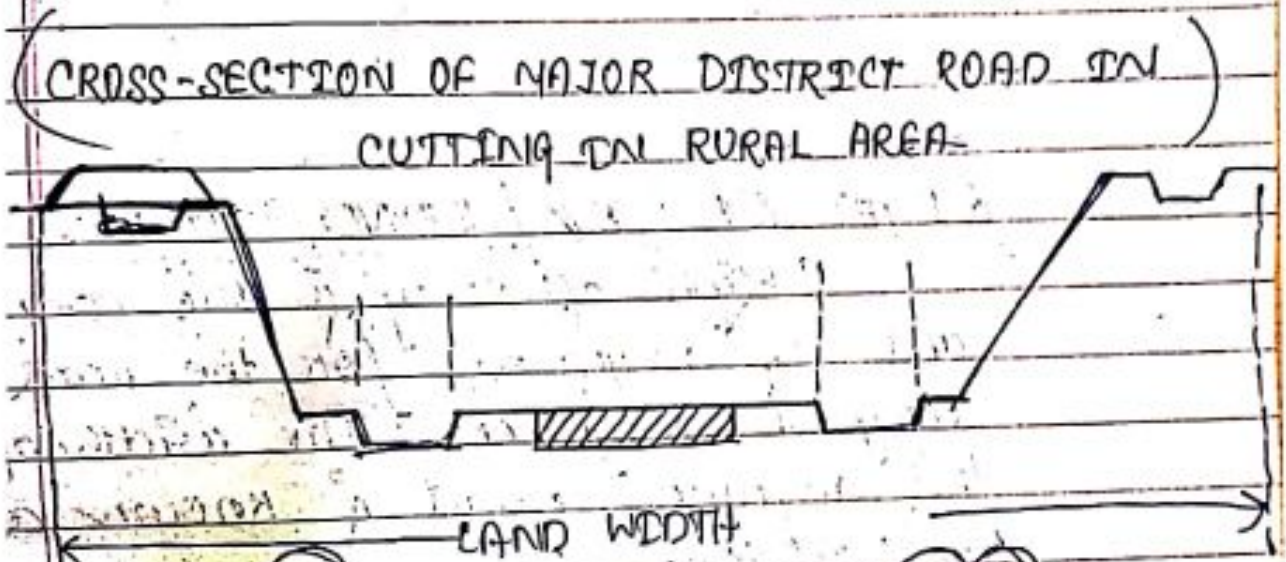 CROSS-SECTION OF MAJOR DISTRICT ROAD IN
CUTTING IN RURAL AREA
LAND WIDTH